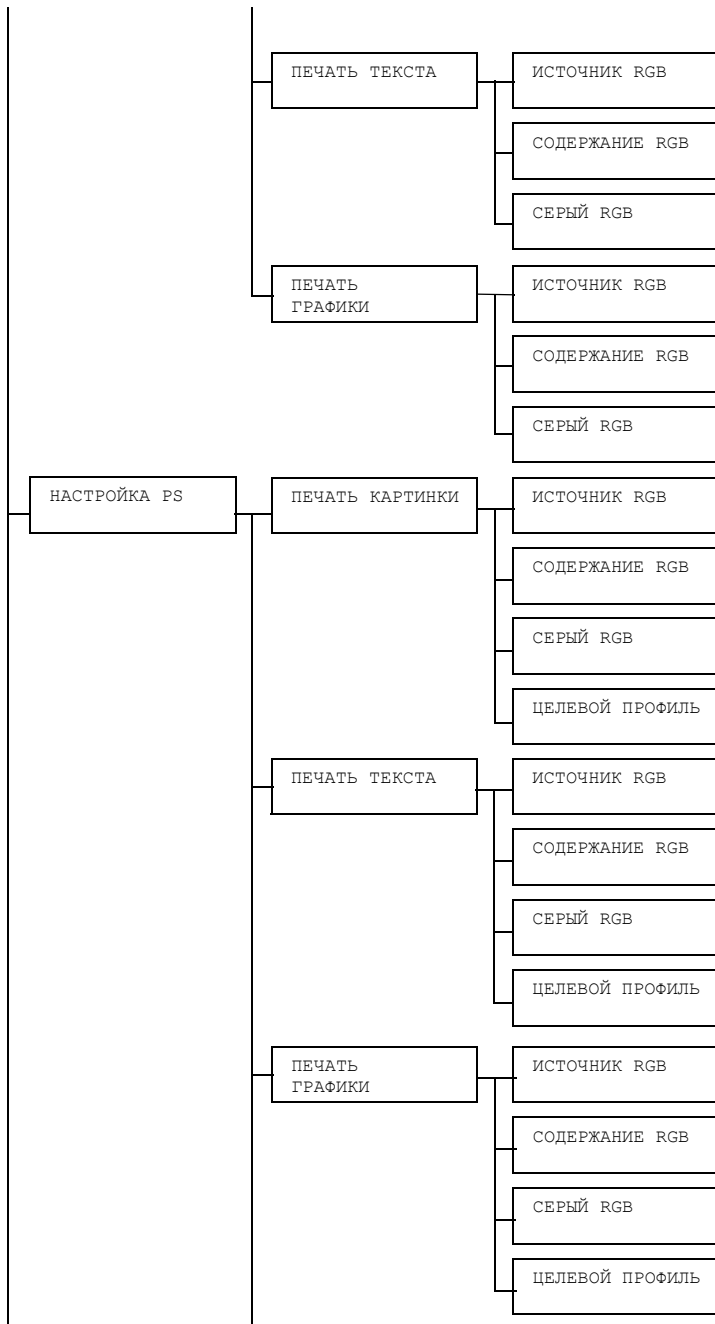 ПЕЧАТЬ ТЕКСТА
ИСТОЧНИК RGB
СОДЕРЖАНИЕ RGB
СЕРЫЙ RGB
ПЕЧАТЬ
ГРАФИКИ
ИСТОЧНИК RGB
СОДЕРЖАНИЕ RGB
СЕРЫЙ RGB
НАСТРОЙКА PS
ПЕЧАТЬ КАРТИНКИ
ИСТОЧНИК RGB
СОДЕРЖАНИЕ RGB
СЕРЫЙ RGB
ЦЕЛЕВОЙ ПРОФИЛЬ
ПЕЧАТЬ ТЕКСТА
ИСТОЧНИК RGB
СОДЕРЖАНИЕ RGB
СЕРЫЙ RGB
ЦЕЛЕВОЙ ПРОФИЛЬ
ПЕЧАТЬ
ГРАФИКИ
ИСТОЧНИК RGB
СОДЕРЖАНИЕ RGB
СЕРЫЙ RGB
ЦЕЛЕВОЙ ПРОФИЛЬ